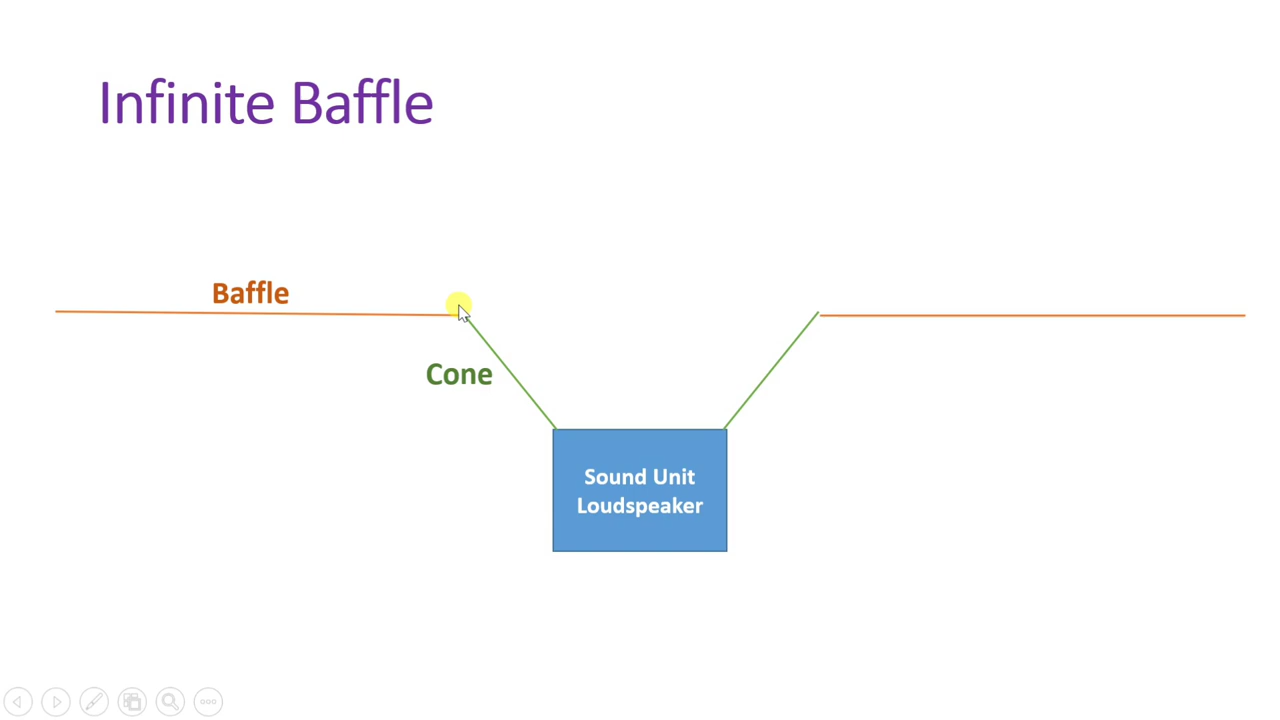 Infinite Baffle
Baffle
Cone
Sound Unit
Loudspeaker